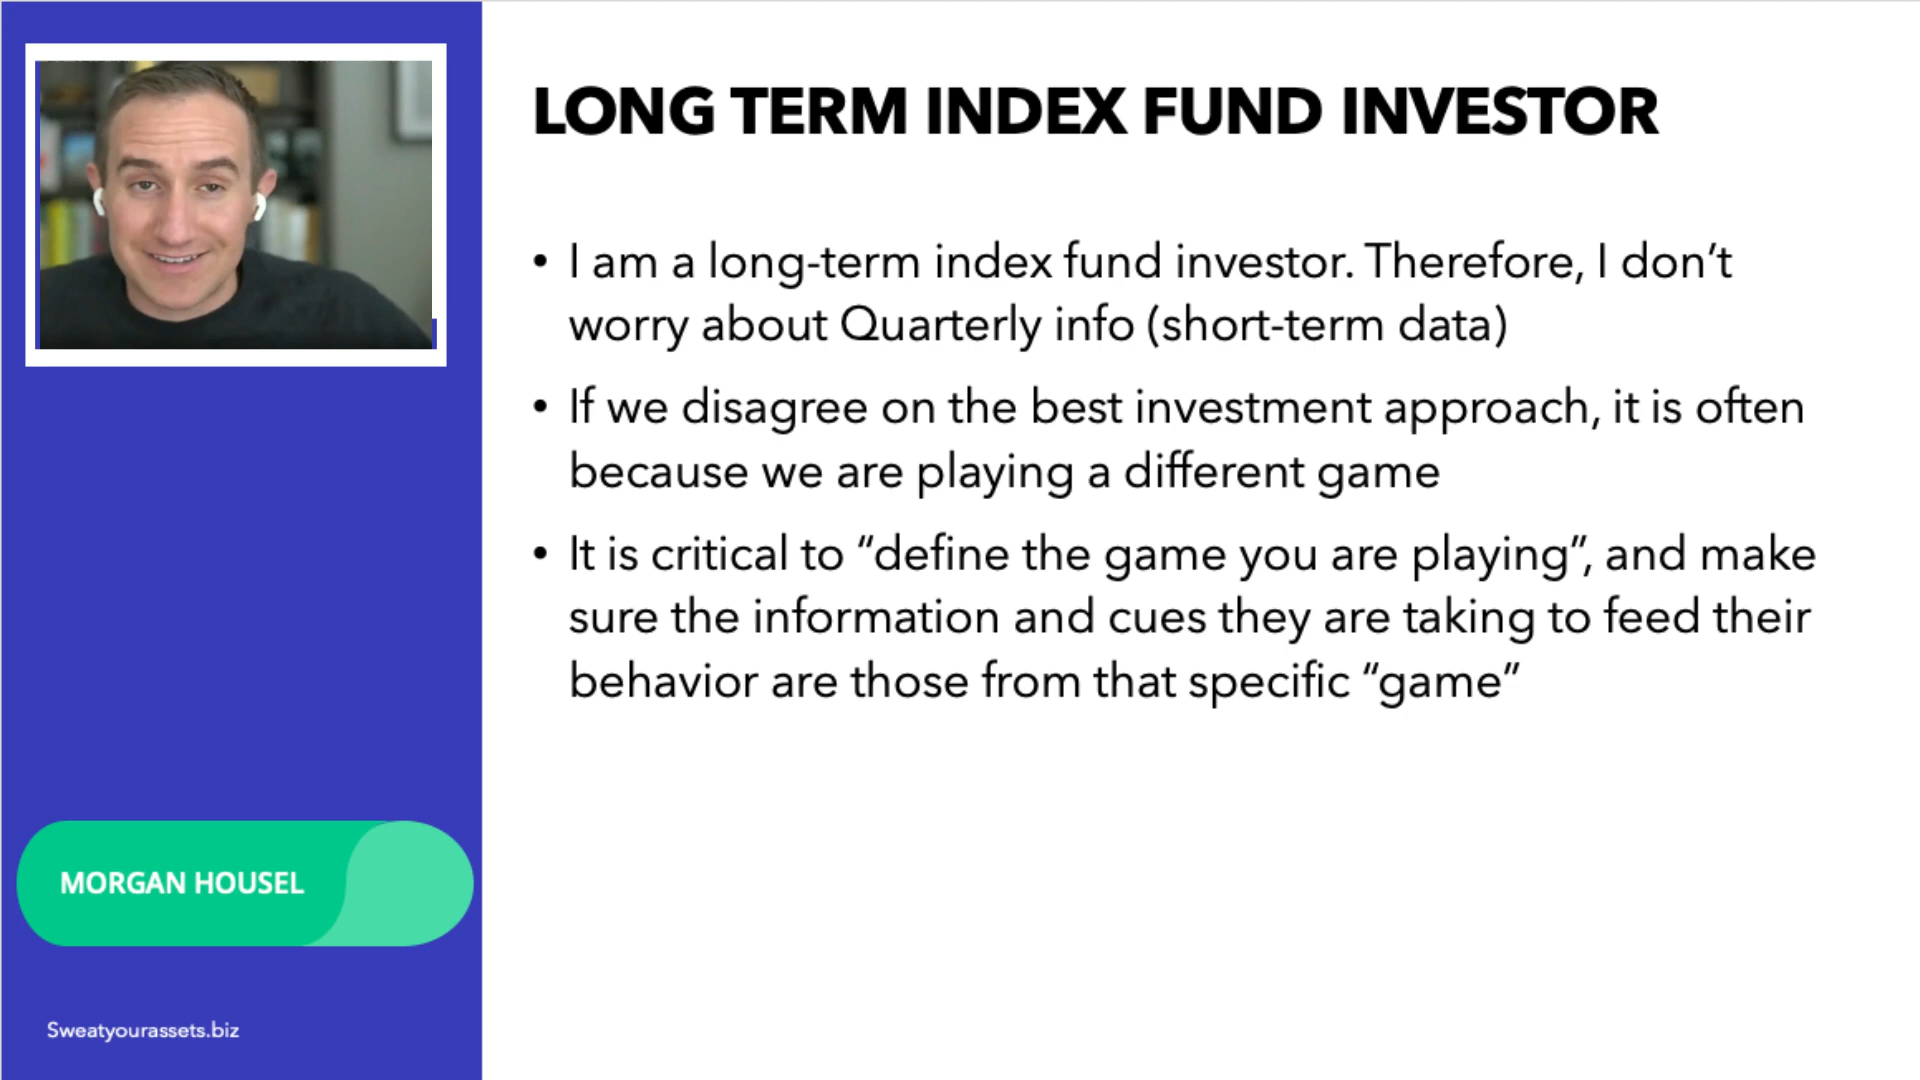 LONG TERM INDEX FUND INVESTOR
• I am a long-term index fund investor. Therefore, I don’t
worry about Quarterly info (short-term data)
• If we disagree on the best investment approach, it is often
because we are playing a different game
• It is critical to “define the game you are playing”, and make
sure the information and cues they are taking to feed their
behavior are those from that specific “game”
MORGAN HOUSEL
Sweatyourassets.biz